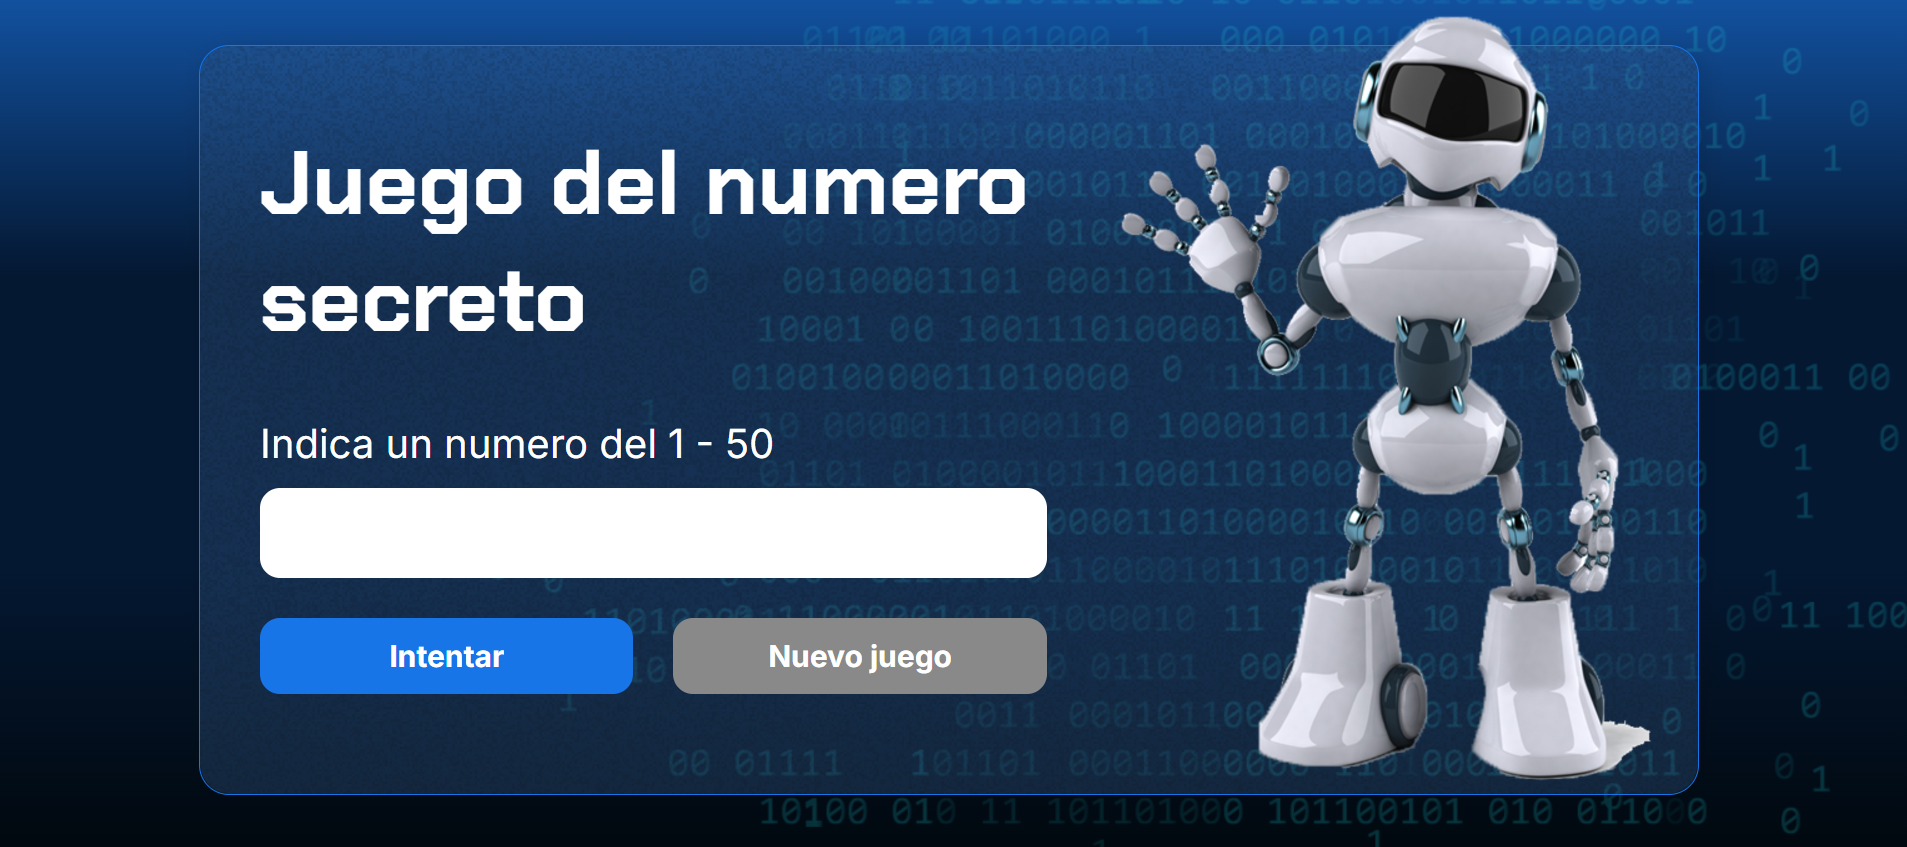 Juego del numero
secreto
Indica un numero del 1 - 50
Intentar
Nuevo juego